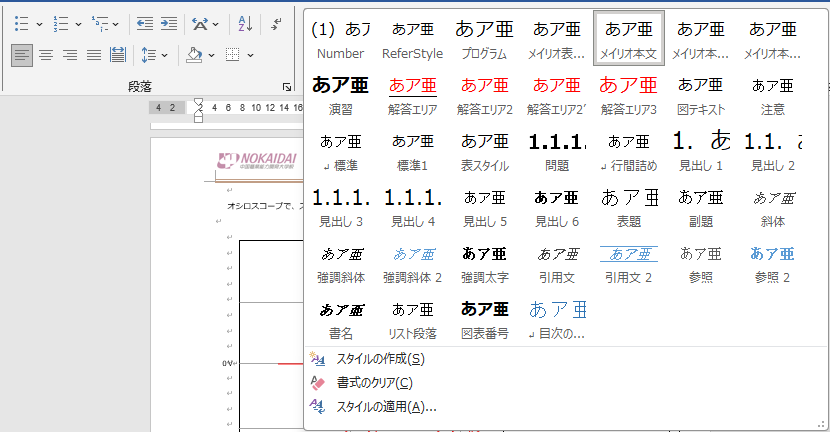 (1) あァ あア亜 あア亜 あア亜 あア亜 あア亜 あア亜
Number ReferStyle プログラム メイリオ表... メイリオ本文 メイリオ本... メイリオ本...
あア亜 あア亜 あア亜 あア亜 あア亜 あア亜 あア亜
演習 解答エリア 解答エリア2 解答エリア2' 解答エリア3 図テキスト 注意
段落
4 2 2 4 6 8 10 12 14 16
あア亜 あア亜 あア亜 1.1.1. あア亜 1. あ 1.1. あ
↲ 標準 標準1 表スタイル 問題 ↲ 行間詰め 見出し 1 見出し 2
NOKAIDAI
1.1.1. 1.1.1. あア亜 あア亜 あア亜 あア亜 あア亜
見出し 3 見出し 4 見出し 5 見出し 6 表題 副題 斜体
オシロスコープで、
あア亜 あア亜 あア亜 あア亜 あア亜 あア亜 あア亜
強調斜体 強調斜体 2 強調太字 引用文 引用文 2 参照 参照 2
あア亜 あア亜 あア亜 あア亜
書名 リスト段落 図表番号 ↲ 目次の...
スタイルの作成(S)
0V
書式のクリア(C)
スタイルの適用(A)...